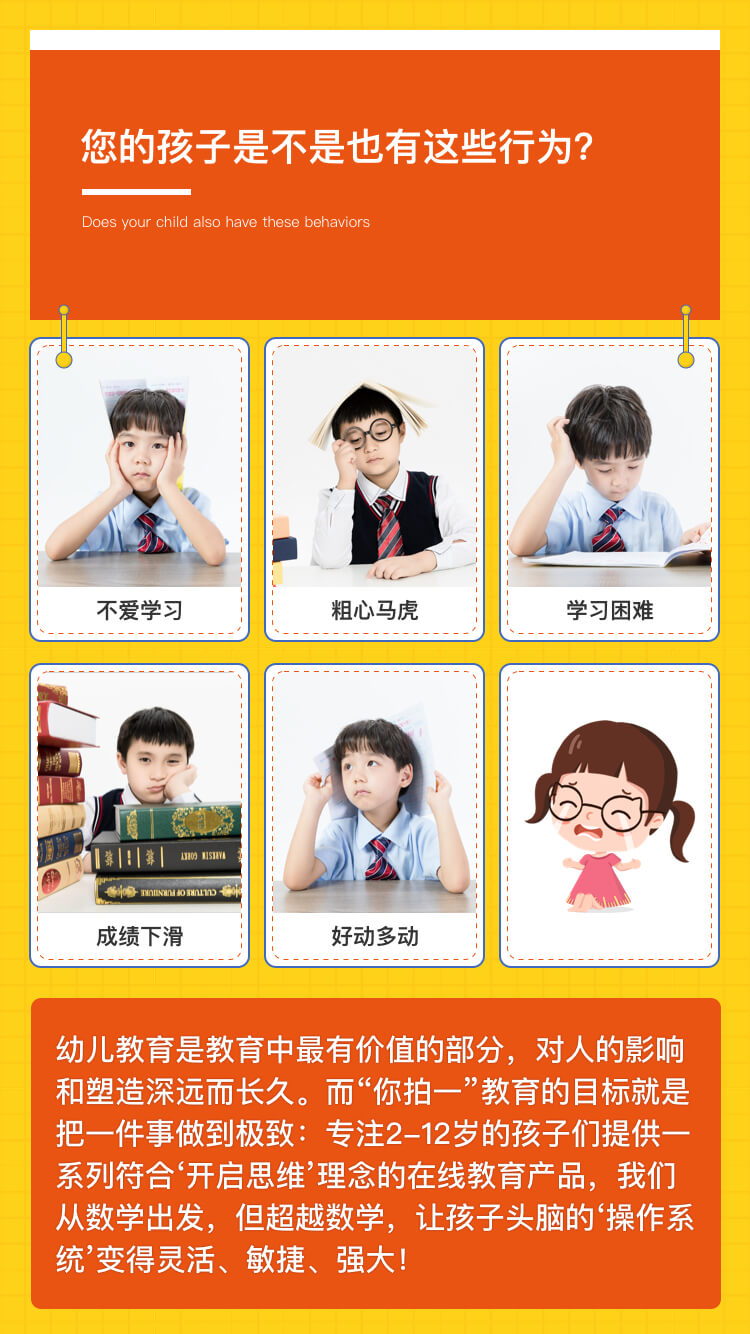 您的孩子是不是也有这些行为?
Does your child also have these behaviors
不爱学习
粗心马虎
学习困难
MAKSIN GORKY
CULTURE OF FURNIUKE
成绩下滑
好动多动
幼儿教育是教育中最有价值的部分，对人的影响
和塑造深远而长久。而“你拍一”教育的目标就是
把一件事做到极致：专注2-12岁的孩子们提供一
系列符合‘开启思维’理念的在线教育产品，我们
从数学出发，但超越数学，让孩子头脑的‘操作系
统’变得灵活、敏捷、强大！